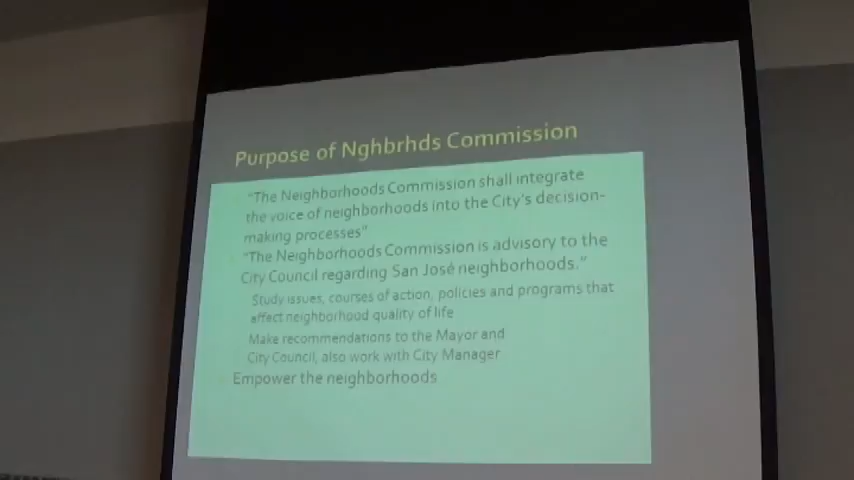 Purpose of Nghbrhds Commission
"The Neighborhoods Commission shall integrate
the voice of neighborhoods into the City's decision-
making processes"
"The Neighborhoods Commission is advisory to the
City Council regarding San José neighborhoods."
Study issues, courses of action, policies and programs that
affect neighborhood quality of life
Make recommendations to the Mayor and
City Council, also work with City Manager
Empower the neighborhoods